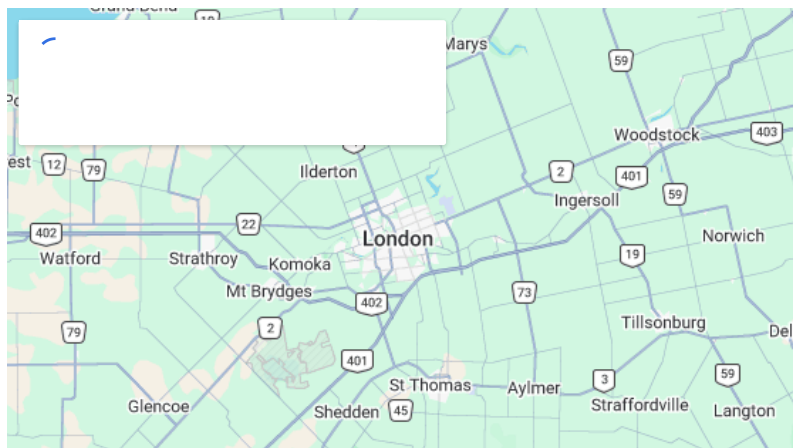 Grand Bend
19
Marys
59
Woodstock
403
est
12
79
Ilderton
2
401
59
Ingersoll
402
22
London
Norwich
Watford
Strathroy
Komoka
19
Mt Brydges
402
73
79
2
Tillsonburg
Del
401
St Thomas
Aylmer
3
59
Glencoe
Shedden
45
Straffordville
Langton